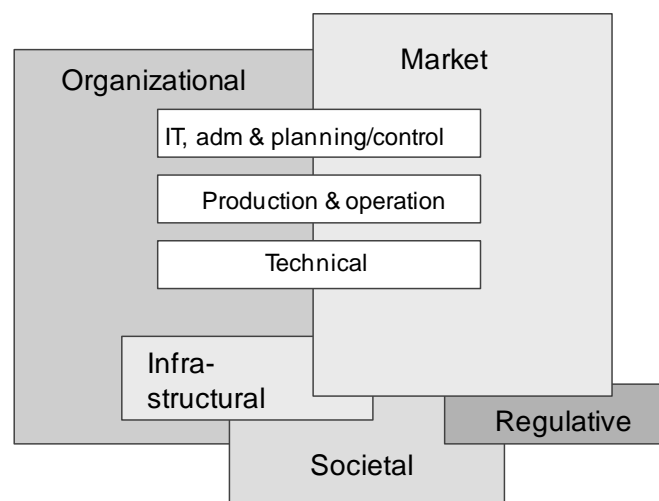 Market
Organizational
IT, adm & planning/control
Production & operation
Technical
Infra-
structural
Regulative
Societal